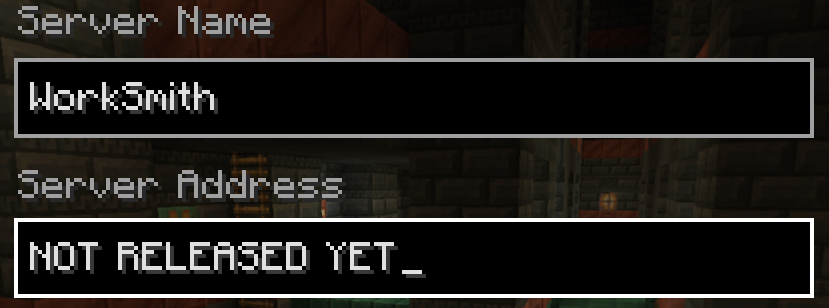 Server Name
WorkSmith
Server Address
NOT RELEASED YET_